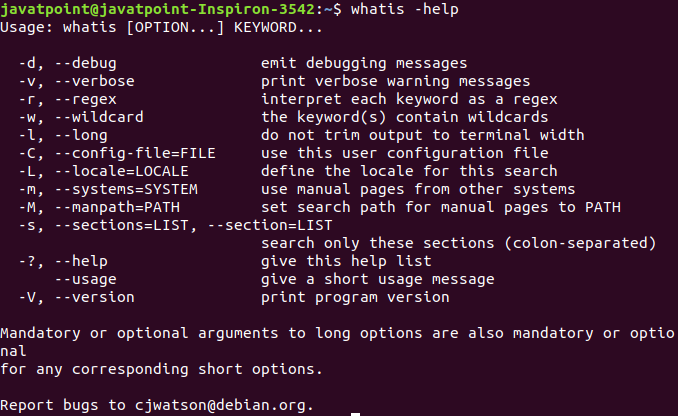 javatpoint@javatpoint-Inspiron-3542:~$ whatis -help
Usage: whatis [OPTION...] KEYWORD...

  -d, --debug                emit debugging messages
  -v, --verbose              print verbose warning messages
  -r, --regex                interpret each keyword as a regex
  -w, --wildcard             the keyword(s) contain wildcards
  -l, --long                 do not trim output to terminal width
  -C, --config-file=FILE     use this user configuration file
  -L, --locale=LOCALE        define the locale for this search
  -m, --systems=SYSTEM       use manual pages from other systems
  -M, --manpath=PATH         set search path for manual pages to PATH
  -s, --sections=LIST, --section=LIST
                             search only these sections (colon-separated)
  -?, --help                 give this help list
      --usage                give a short usage message
  -V, --version              print program version

Mandatory or optional arguments to long options are also mandatory or optio
nal
for any corresponding short options.

Report bugs to cjwatson@debian.org.